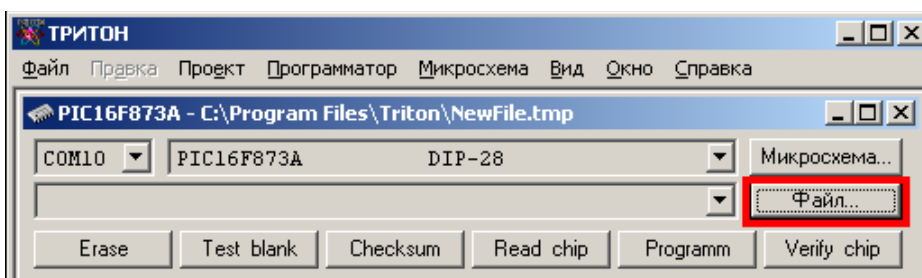 ТРИТОН
Файл Правка Проект Программатор Микросхема Вид Окно Справка
PIC16F873A - C:\Program Files\Triton\NewFile.tmp
COM10 PIC16F873A DIP-28 Микросхема...
Файл...
Erase Test blank Checksum Read chip Programm Verify chip